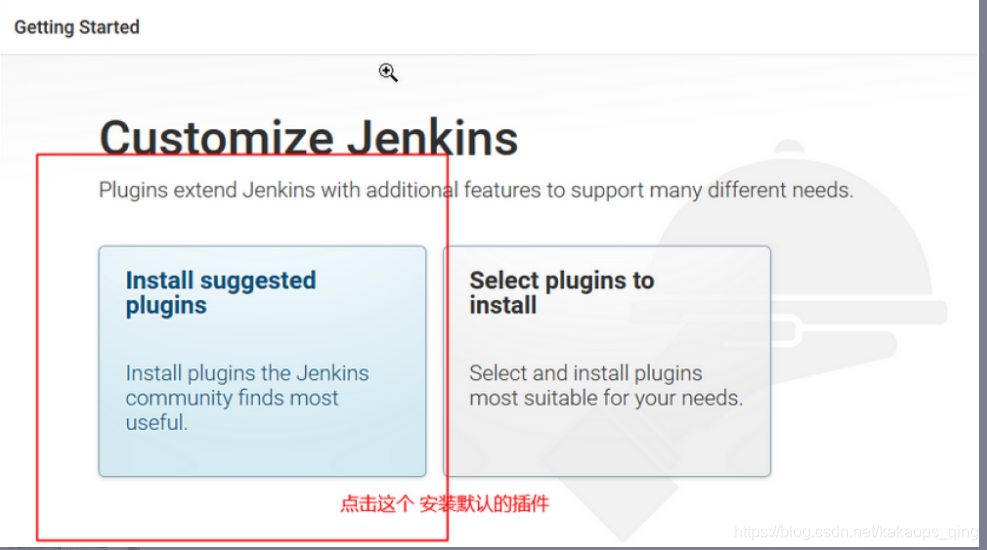 Getting Started
Customize Jenkins
Plugins extend Jenkins with additional features to support many different needs.
Install suggested
plugins
Install plugins the Jenkins
community finds most
useful.
Select plugins to
install
Select and install plugins
most suitable for your needs.
点击这个 安装默认的插件
https://blog.csdn.net/kakaops_qing